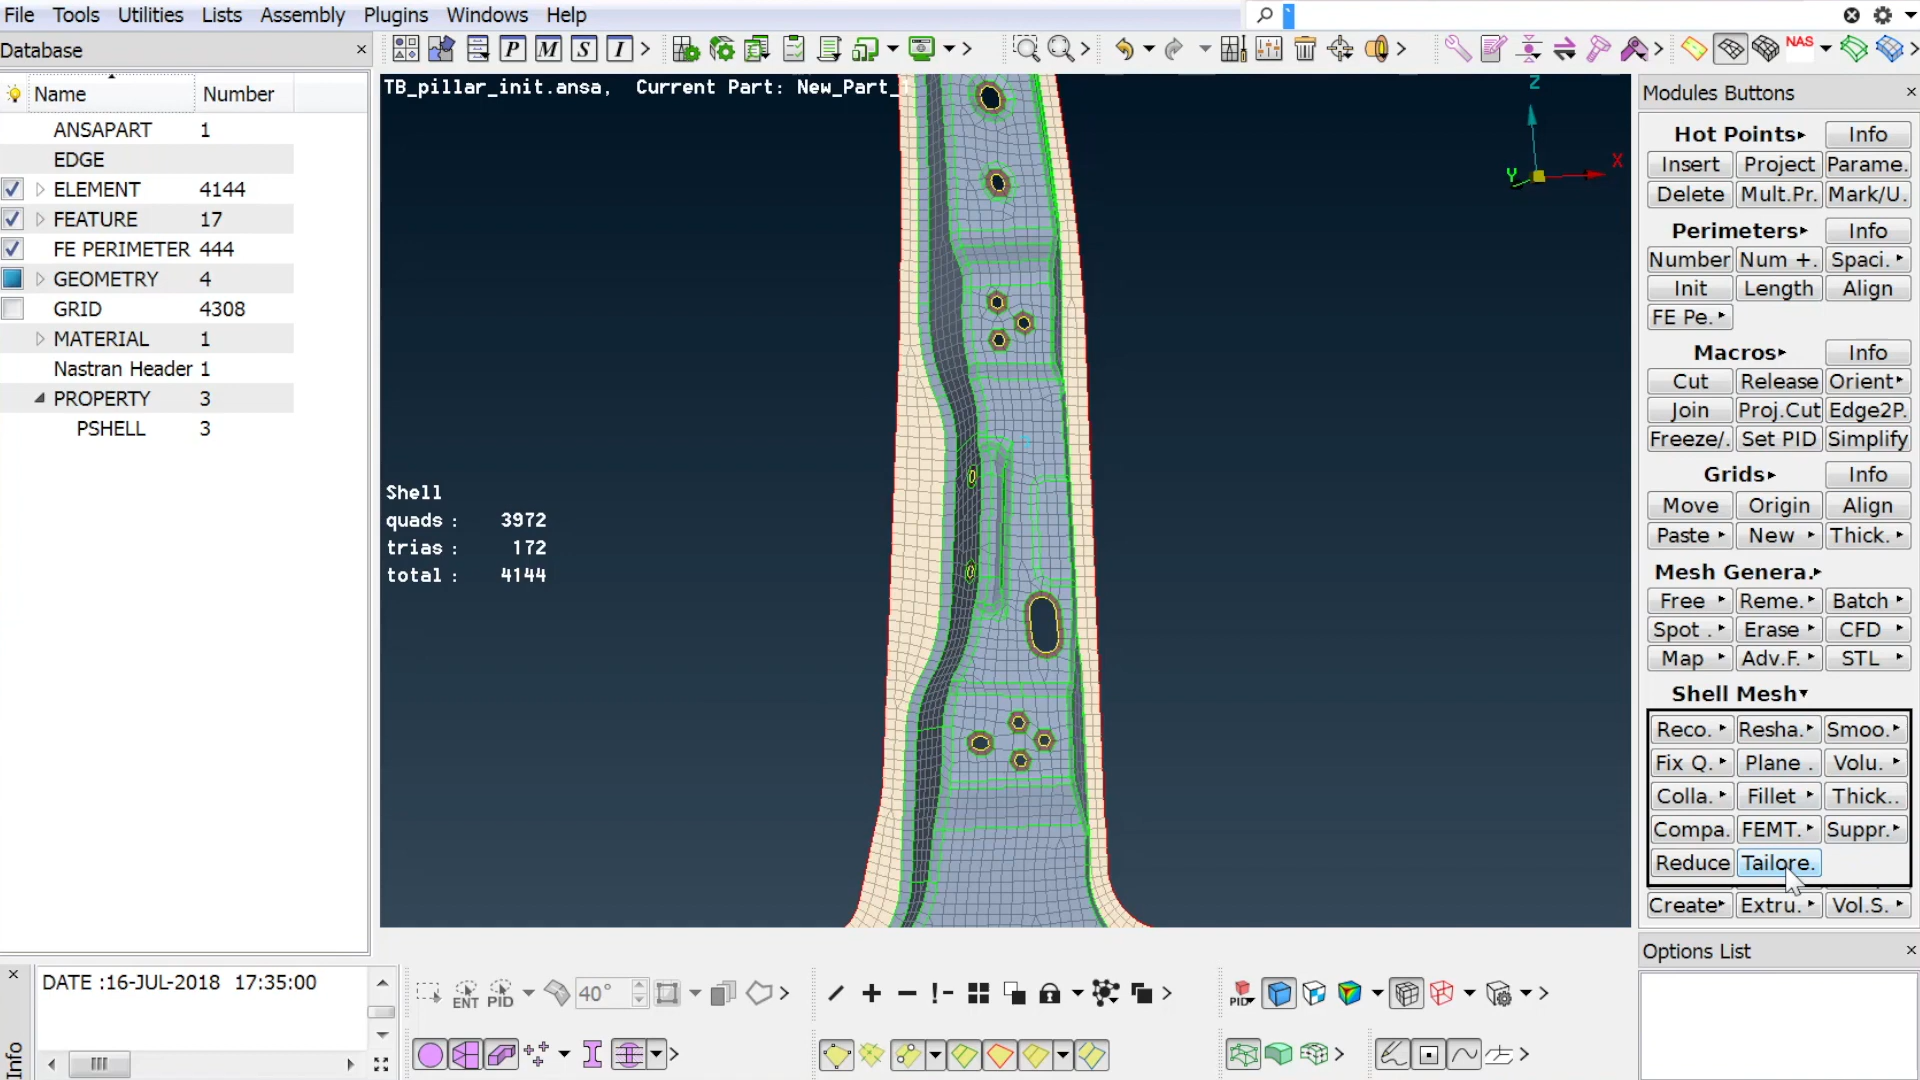 File Tools Utilities Lists Assembly Plugins Windows Help
Database
P M S I
NAS
Name Number
ANSAPART 1
EDGE
ELEMENT 4144
FEATURE 17
FE PERIMETER 444
GEOMETRY 4
GRID 4308
MATERIAL 1
Nastran Header 1
PROPERTY 3
PSHELL 3
TB_pillar_init.ansa, Current Part: New_Part_
Z
X
Y
Shell
quads : 3972
trias : 172
total : 4144
Modules Buttons
Hot Points Info
Insert Project Parame.
Delete Mult.Pr. Mark/U.
Perimeters Info
Number Num +. Spaci.
Init Length Align
FE Pe.
Macros Info
Cut Release Orient
Join Proj.Cut Edge2P.
Freeze/. Set PID Simplify
Grids Info
Move Origin Align
Paste New Thick.
Mesh Genera.
Free Reme. Batch
Spot . Erase CFD
Map Adv.F. STL
Shell Mesh
Reco. Resha. Smoo.
Fix Q. Plane . Volu.
Colla. Fillet Thick..
Compa. FEMT. Suppr.
Reduce Tailore.
Create Extru. Vol.S.
Options List
Info
DATE :16-JUL-2018 17:35:00
ENT PID 40°
PID